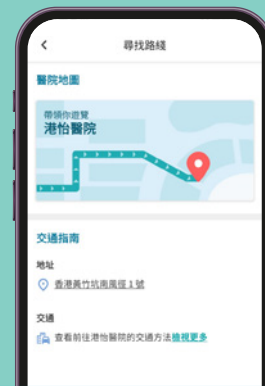 尋找路綫
醫院地圖
帶領你遊覽
港怡醫院
交通指南
地址
香港黃竹坑南風徑1號
交通
查看前往港怡醫院的交通方法檢視更多